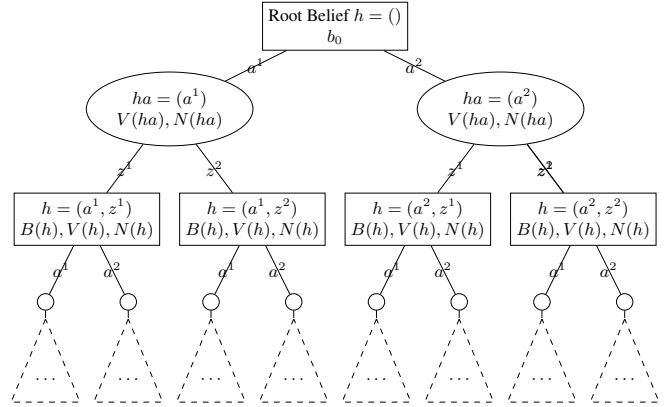 Root Belief h = ()
b₀
a¹ a²
ha = (a¹) ha = (a²)
V(ha), N(ha) V(ha), N(ha)
z¹ z² z¹
h = (a¹, z¹) h = (a¹, z²) h = (a², z¹) h = (a², z²)
B(h), V(h), N(h) B(h), V(h), N(h) B(h), V(h), N(h) B(h), V(h), N(h)
a¹ a² a¹ a² a¹ a² a¹ a²
... ... ... ... ... ... ... ...